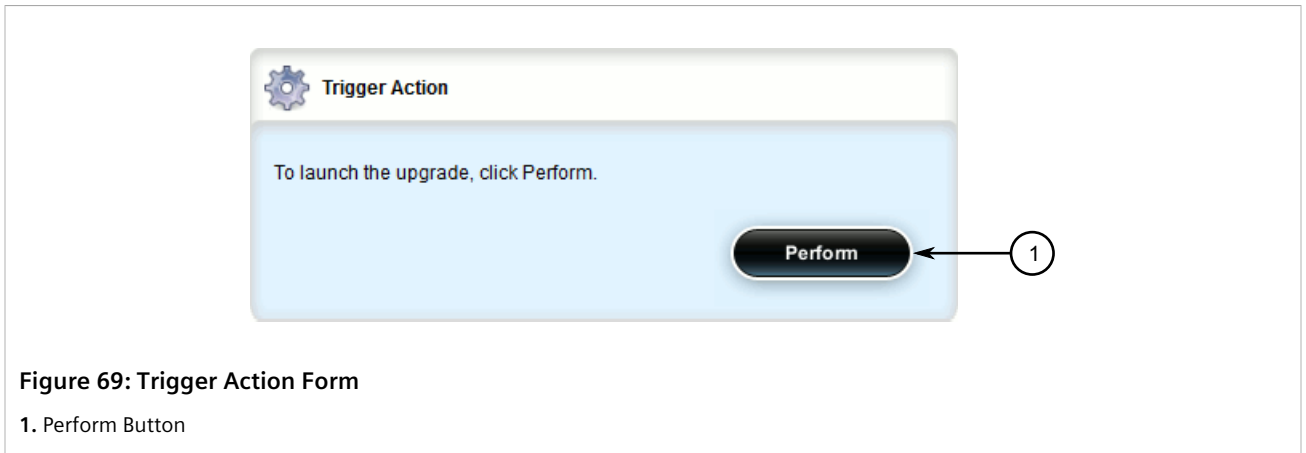 Trigger Action
To launch the upgrade, click Perform.
Perform
1
Figure 69: Trigger Action Form
1. Perform Button